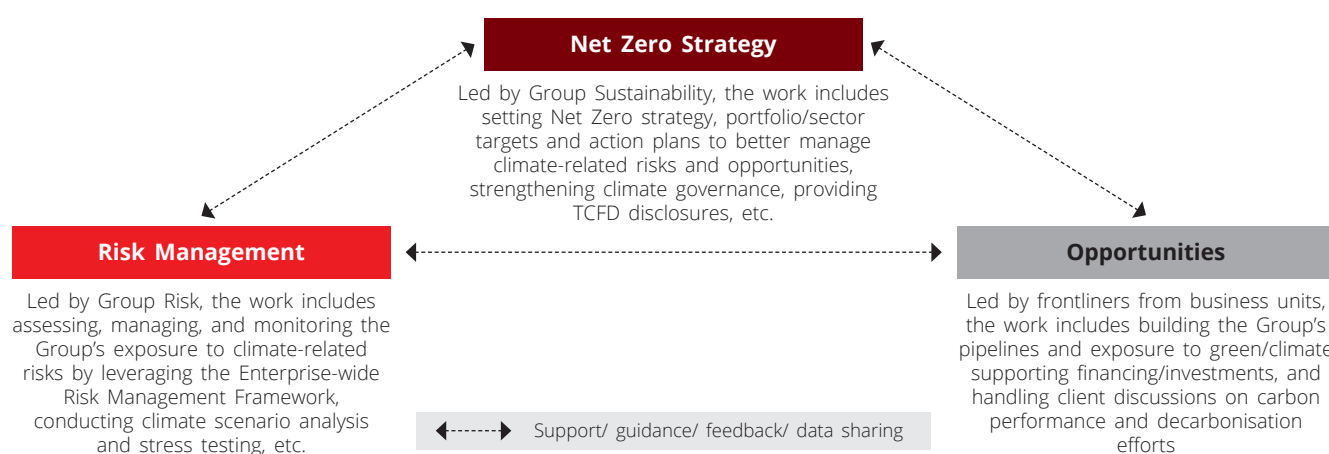 Net Zero Strategy
Led by Group Sustainability, the work includes
setting Net Zero strategy, portfolio/sector
targets and action plans to better manage
climate-related risks and opportunities,
strengthening climate governance, providing
TCFD disclosures, etc.
Risk Management
Led by Group Risk, the work includes
assessing, managing, and monitoring the
Group's exposure to climate-related
risks by leveraging the Enterprise-wide
Risk Management Framework,
conducting climate scenario analysis
and stress testing, etc.
Opportunities
Led by frontliners from business units,
the work includes building the Group's
pipelines and exposure to green/climate
supporting financing/investments, and
handling client discussions on carbon
performance and decarbonisation
efforts
Support/ guidance/ feedback/ data sharing